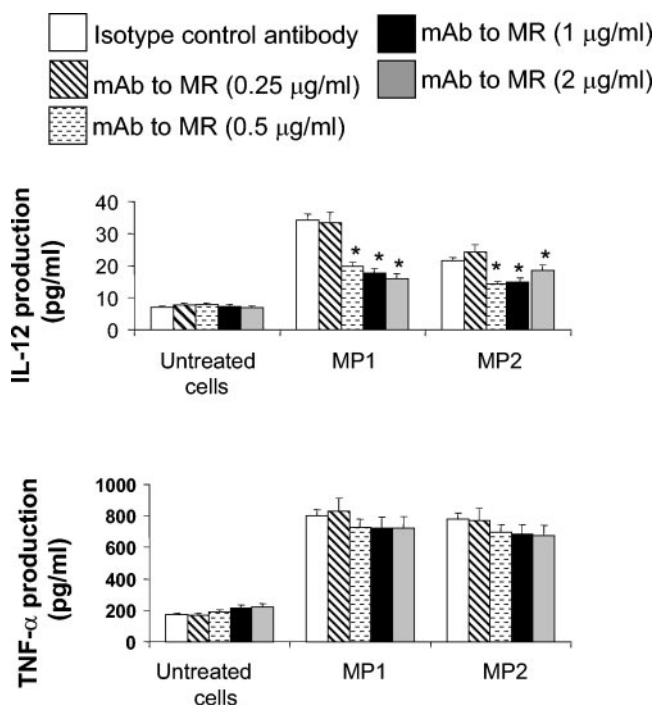 Isotype control antibody
mAb to MR (1 μg/ml)
mAb to MR (0.25 μg/ml)
mAb to MR (2 μg/ml)
mAb to MR (0.5 μg/ml)
IL-12 production
(pg/ml)
40
30
20
10
0
* * *
* * *
Untreated
cells
MP1
MP2
TNF-α production
(pg/ml)
1000
800
600
400
200
0
Untreated
cells
MP1
MP2